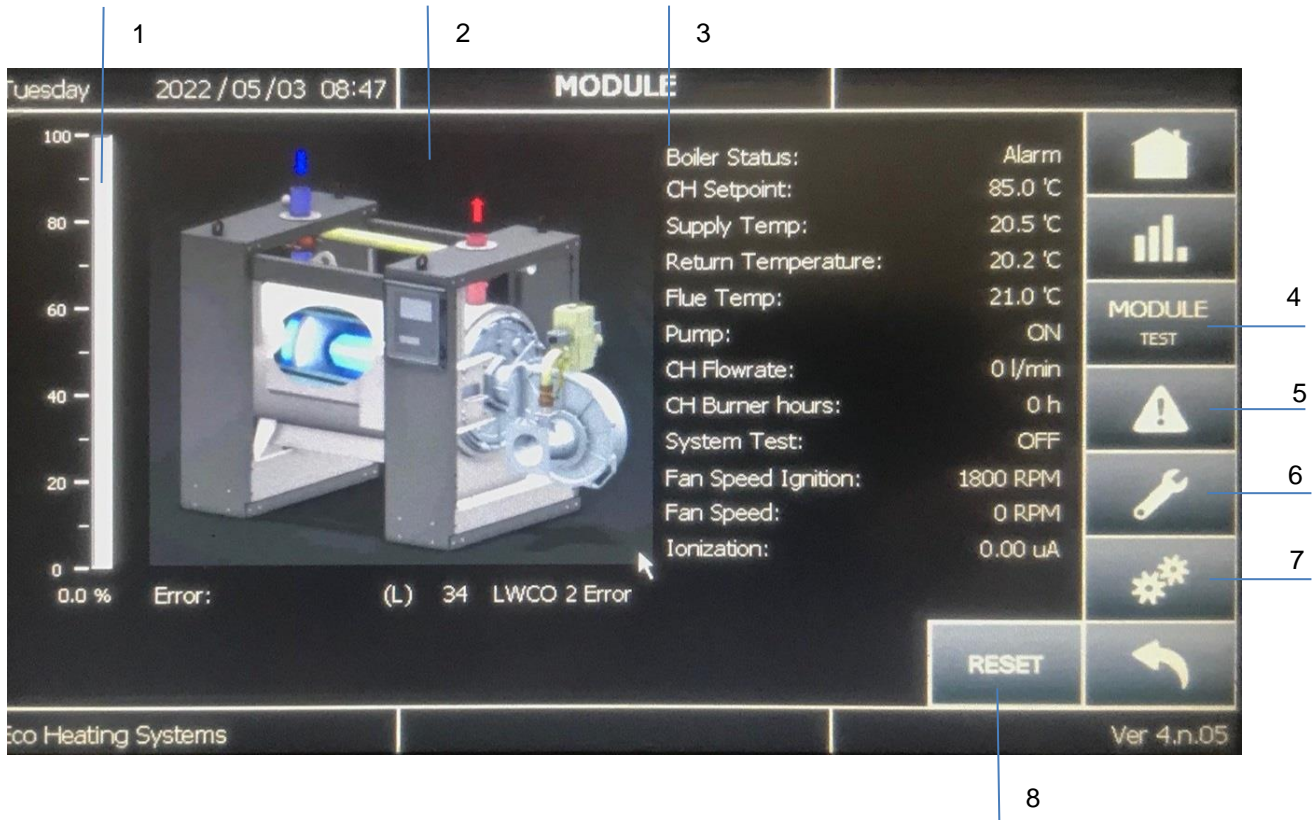 1
2
3
Tuesday 2022/05/03 08:47 MODULE
100
80
60
40
20
0
0.0 %
Boiler Status: Alarm
CH Setpoint: 85.0 'C
Supply Temp: 20.5 'C
Return Temperature: 20.2 'C
Flue Temp: 21.0 'C
Pump: ON
CH Flowrate: 0 l/min
CH Burner hours: 0 h
System Test: OFF
Fan Speed Ignition: 1800 RPM
Fan Speed: 0 RPM
Ionization: 0.00 uA
Error: (L) 34 LWCO 2 Error
MODULE
TEST
4
5
6
7
RESET
Eco Heating Systems Ver 4.n.05
8